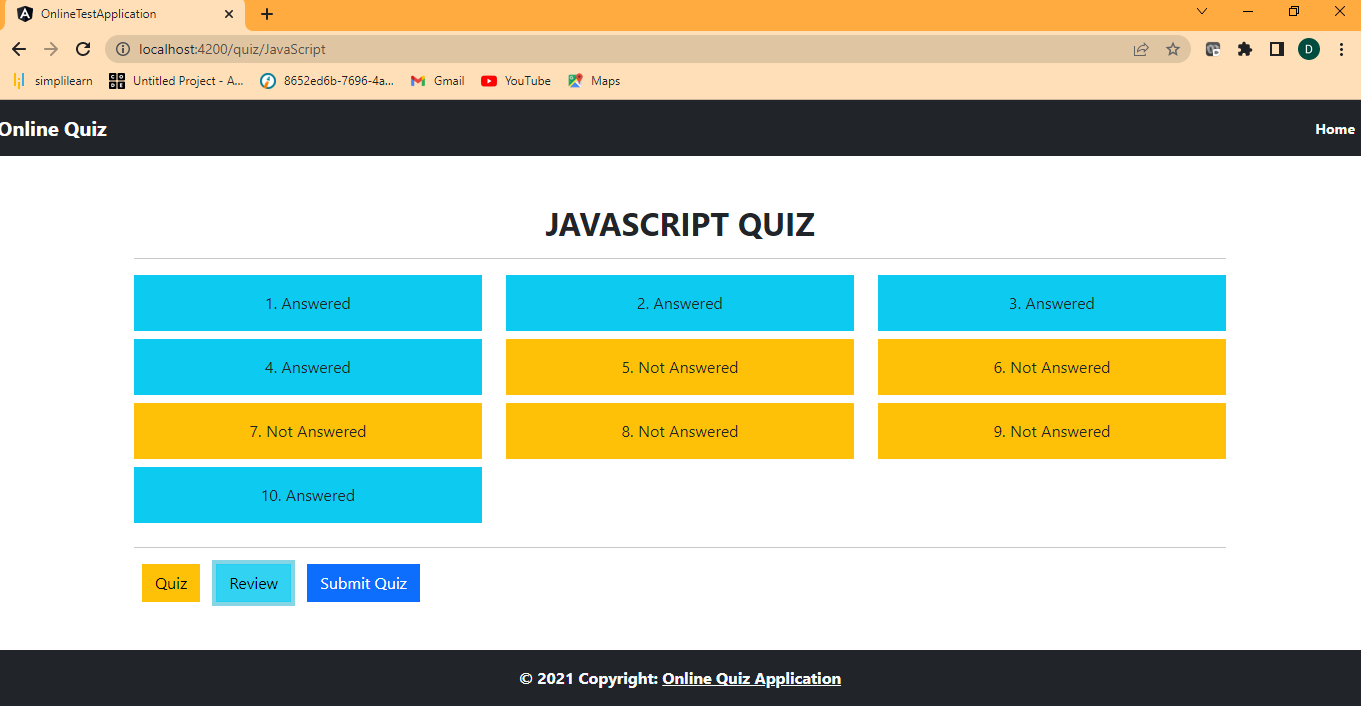 OnlineTestApplication
localhost:4200/quiz/JavaScript
D
simplilearn
CODE
Untitled Project - A...
8652ed6b-7696-4a...
Gmail
YouTube
Maps
Online Quiz
Home
JAVASCRIPT QUIZ
1. Answered
2. Answered
3. Answered
4. Answered
5. Not Answered
6. Not Answered
7. Not Answered
8. Not Answered
9. Not Answered
10. Answered
Quiz
Review
Submit Quiz
© 2021 Copyright: Online Quiz Application